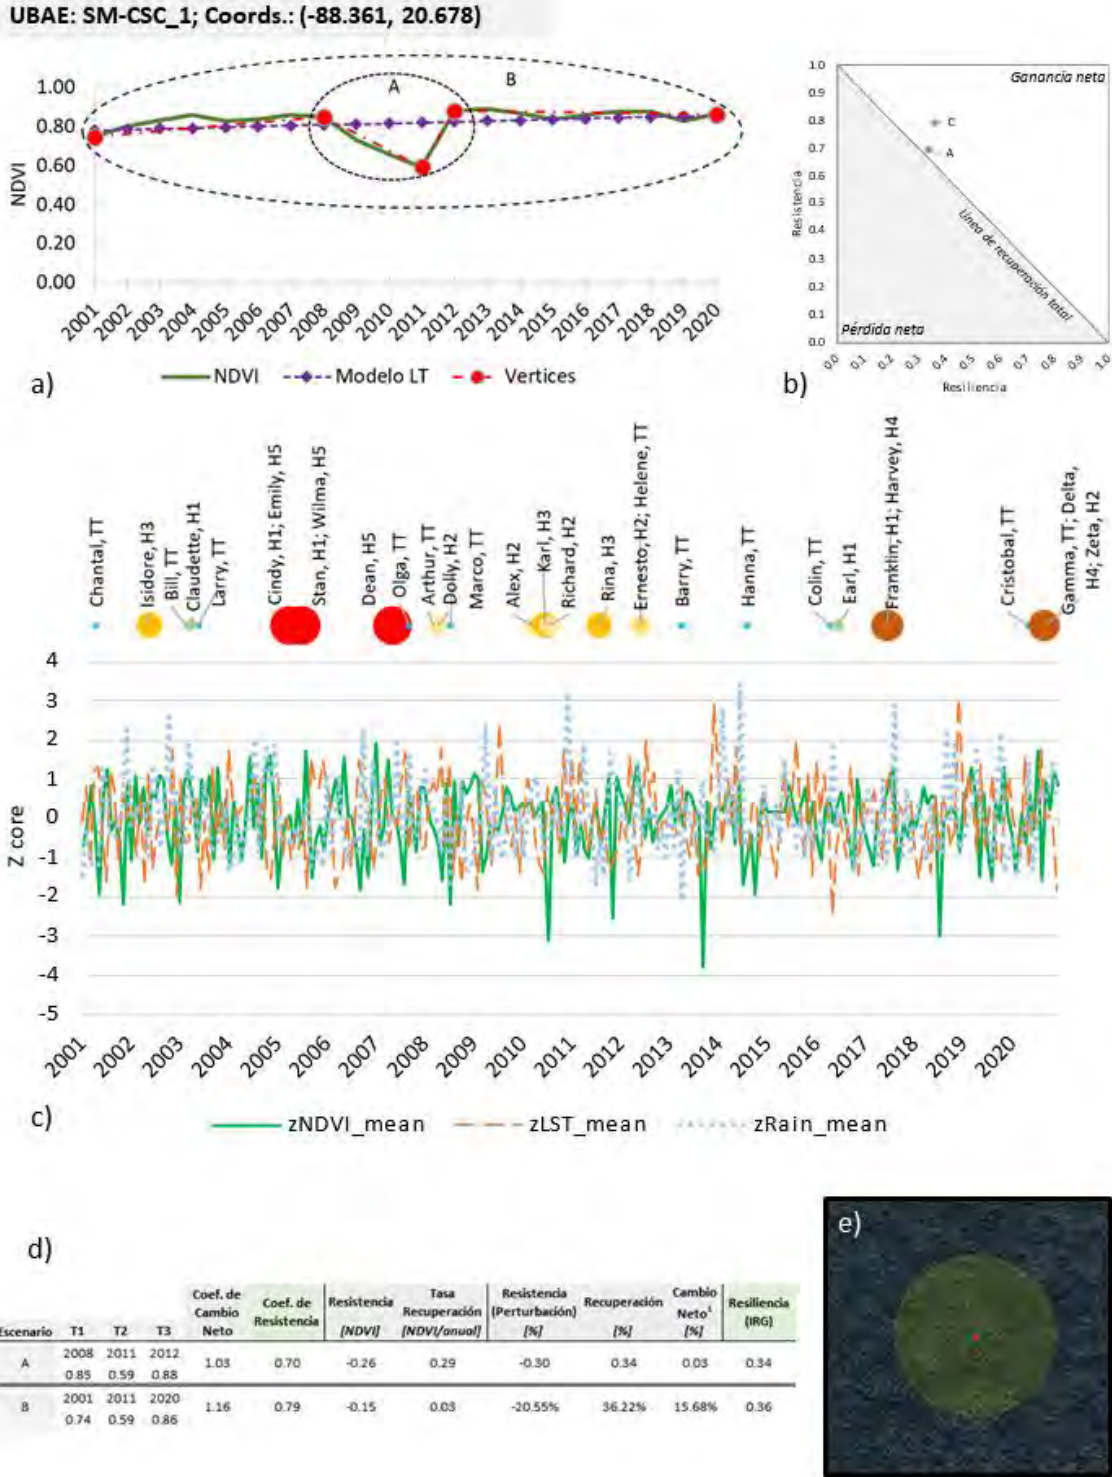 UBAE: SM-CSC_1; Coords.: (-88.361, 20.678)
NDVI
1.00
0.80
0.60
0.40
0.20
0.00
A
B
2001 2002 2003 2004 2005 2006 2007 2008 2009 2010 2011 2012 2013 2014 2015 2016 2017 2018 2019 2020
NDVI Modelo LT Vertices
a)
Resistencia
1.0
0.9
0.8
0.7
0.6
0.5
0.4
0.3
0.2
0.1
0.0
Ganancia neta
C
A
Línea de recuperación total
Pérdida neta
0.0 0.1 0.2 0.3 0.4 0.5 0.6 0.7 0.8 0.9 1.0
Resiliencia
b)
Chantal, TT
Isidore, H3
Bill, TT
Claudette, H1
Larry, TT
Cindy, H1; Emily, H5
Stan, H1; Wilma, H5
Dean, H5
Olga, TT
Arthur, TT
Dolly, H2
Marco, TT
Alex, H2
Karl, H3
Richard, H2
Rina, H3
Ernesto, H2; Helene, TT
Barry, TT
Hanna, TT
Colin, TT
Earl, H1
Franklin, H1; Harvey, H4
Cristobal, TT
Gamma, TT; Delta,
H4; Zeta, H2
Z core
4
3
2
1
0
-1
-2
-3
-4
-5
2001 2002 2003 2004 2005 2006 2007 2008 2009 2010 2011 2012 2013 2014 2015 2016 2017 2018 2019 2020
c)
zNDVI_mean zLST_mean zRain_mean
d)
Escenario T1 T2 T3 Coef. de Cambio Neto Coef. de Resistencia Resistencia [NDVI] Tasa Recuperación [NDVI/anual] Resistencia (Perturbación) [%] Recuperación [%] Cambio Neto¹ [%] Resiliencia (IRG)
A 2008 2011 2012 1.03 0.70 -0.26 0.29 -0.30 0.34 0.03 0.34
0.85 0.59 0.88
B 2001 2011 2020 1.16 0.79 -0.15 0.03 -20.55% 36.22% 15.68% 0.36
0.74 0.59 0.86
e)